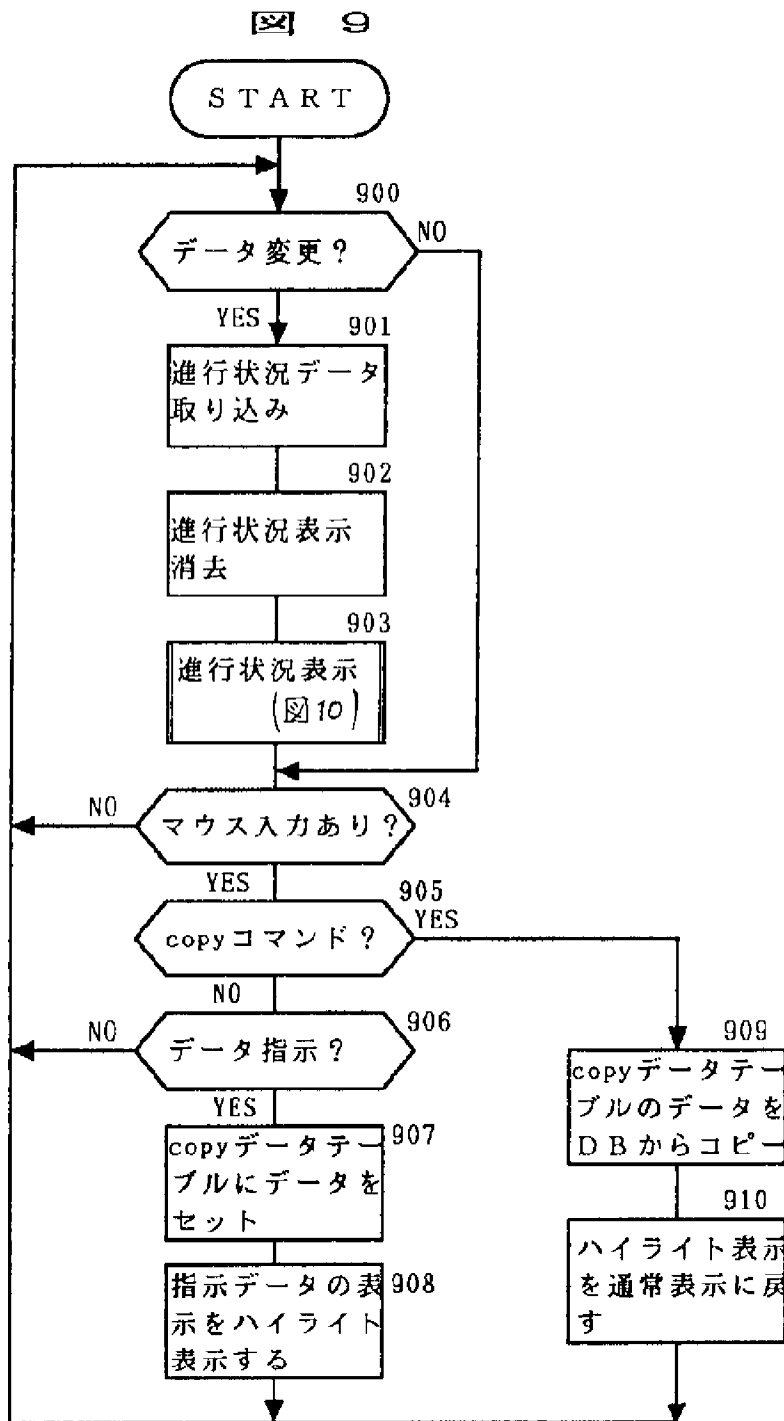 図 9
START
900
データ変更?
NO
YES
901
進行状況データ
取り込み
902
進行状況表示
消去
903
進行状況表示
(図10)
904
マウス入力あり?
NO
YES
905
copyコマンド?
YES
NO
906
データ指示?
NO
YES
907
copyデータテー
ブルにデータを
セット
908
指示データの表
示をハイライト
表示する
909
copyデータテー
ブルのデータを
DBからコピー
910
ハイライト表示
を通常表示に戻
す